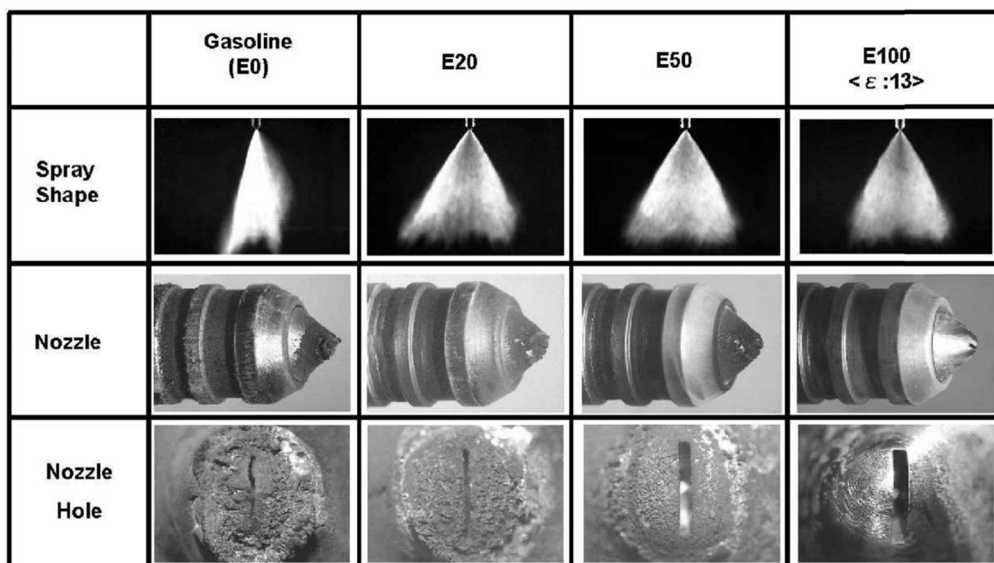 Gasoline
(E0)
E20
E50
E100
< ε :13>
Spray
Shape
Nozzle
Nozzle
Hole